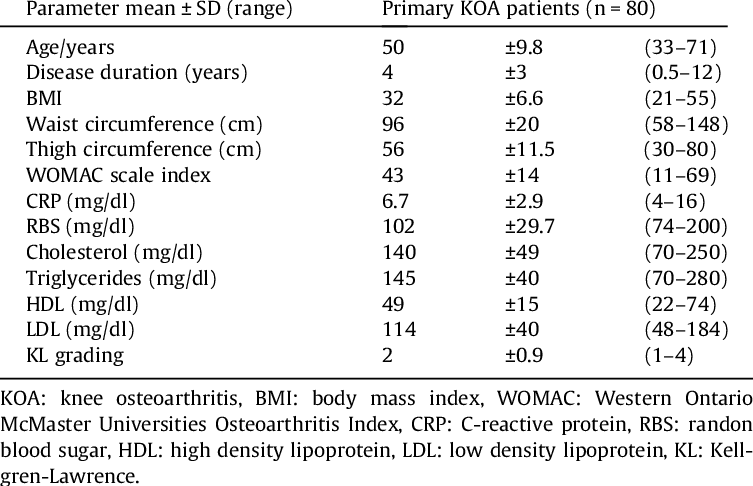 Parameter mean ± SD (range) Primary KOA patients (n = 80)
Age/years 50 ±9.8 (33–71)
Disease duration (years) 4 ±3 (0.5–12)
BMI 32 ±6.6 (21–55)
Waist circumference (cm) 96 ±20 (58–148)
Thigh circumference (cm) 56 ±11.5 (30–80)
WOMAC scale index 43 ±14 (11–69)
CRP (mg/dl) 6.7 ±2.9 (4–16)
RBS (mg/dl) 102 ±29.7 (74–200)
Cholesterol (mg/dl) 140 ±49 (70–250)
Triglycerides (mg/dl) 145 ±40 (70–280)
HDL (mg/dl) 49 ±15 (22–74)
LDL (mg/dl) 114 ±40 (48–184)
KL grading 2 ±0.9 (1–4)
KOA: knee osteoarthritis, BMI: body mass index, WOMAC: Western Ontario
McMaster Universities Osteoarthritis Index, CRP: C-reactive protein, RBS: randon
blood sugar, HDL: high density lipoprotein, LDL: low density lipoprotein, KL: Kell-
gren-Lawrence.